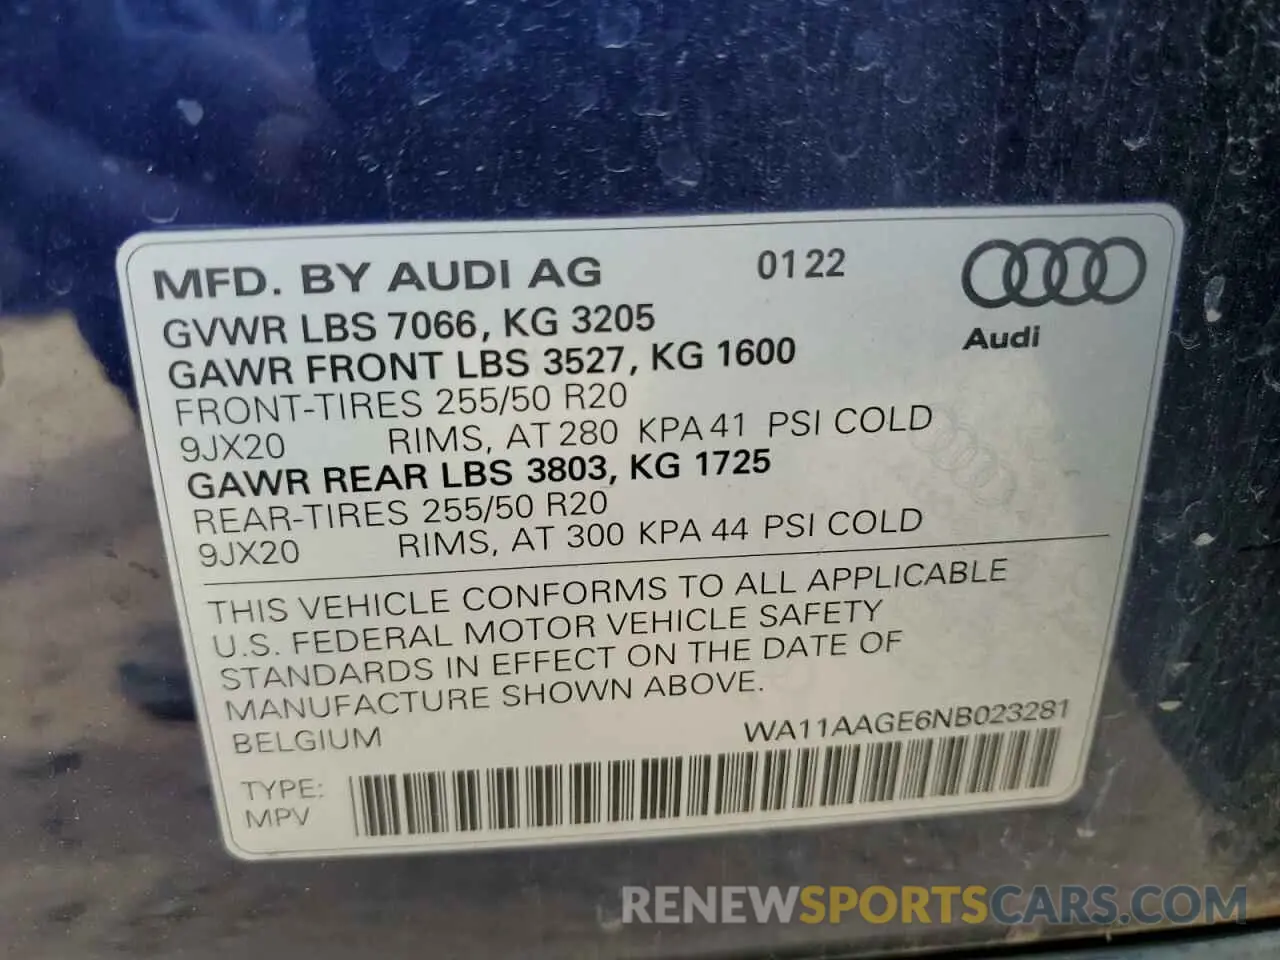 MFD. BY AUDI AG 0122
GVWR LBS 7066, KG 3205
Audi
GAWR FRONT LBS 3527, KG 1600
FRONT-TIRES 255/50 R20
9JX20 RIMS, AT 280 KPA 41 PSI COLD
GAWR REAR LBS 3803, KG 1725
REAR-TIRES 255/50 R20
9JX20 RIMS, AT 300 KPA 44 PSI COLD
THIS VEHICLE CONFORMS TO ALL APPLICABLE
U.S. FEDERAL MOTOR VEHICLE SAFETY
STANDARDS IN EFFECT ON THE DATE OF
MANUFACTURE SHOWN ABOVE.
BELGIUM WA11AAGE6NB023281
TYPE:
MPV
RENEWSPORTSCARS.COM